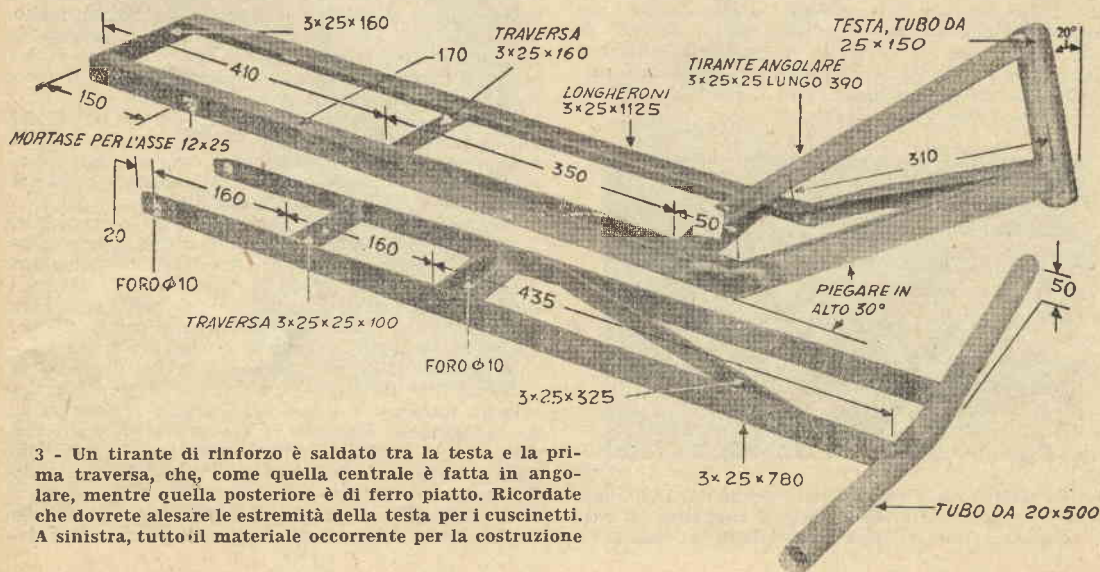 3×25×160
TRAVERSA
3×25×160
TESTA, TUBO DA
25×150
20°
410
170
TIRANTE ANGOLARE
3×25×25 LUNGO 390
LONGHERONI
3×25×1125
150
MORTASE PER L'ASSE 12×25
310
350
50
160
20
160
FORO ϕ10
50
PIEGARE IN
ALTO 30°
435
TRAVERSA 3×25×25×100
FORO ϕ10
3×25×325
3×25×780
TUBO DA 20×500
3 - Un tirante di rinforzo è saldato tra la testa e la pri-
ma traversa, che, come quella centrale è fatta in ango-
lare, mentre quella posteriore è di ferro piatto. Ricordate
che dovrete alesare le estremità della testa per i cuscinetti.
A sinistra, tutto il materiale occorrente per la costruzione